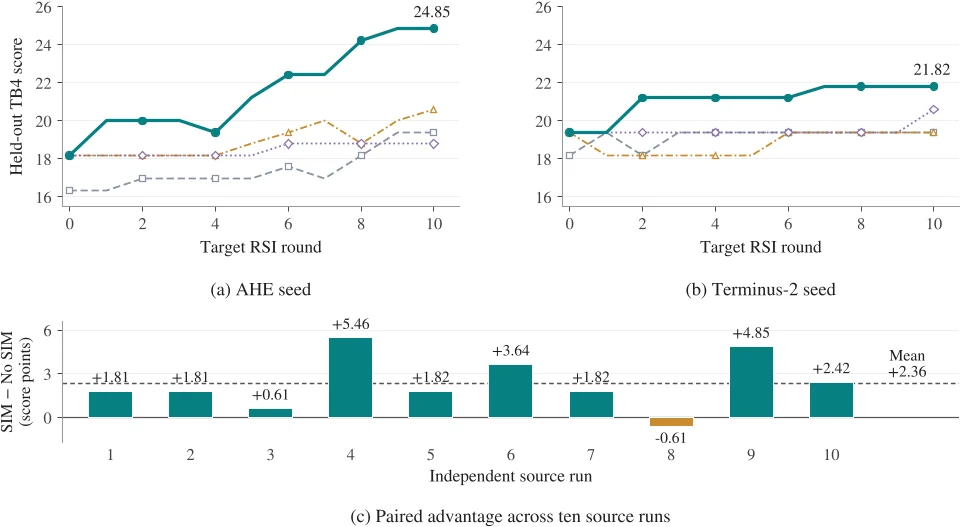 26
24
22
20
18
16
Held-out TB4 score
24.85
0 2 4 6 8 10
Target RSI round
(a) AHE seed
26
24
22
20
18
16
21.82
0 2 4 6 8 10
Target RSI round
(b) Terminus-2 seed
SIM − No SIM
(score points)
6
3
0
+1.81
+1.81
+0.61
+5.46
+1.82
+3.64
+1.82
-0.61
+4.85
+2.42
Mean
+2.36
1 2 3 4 5 6 7 8 9 10
Independent source run
(c) Paired advantage across ten source runs